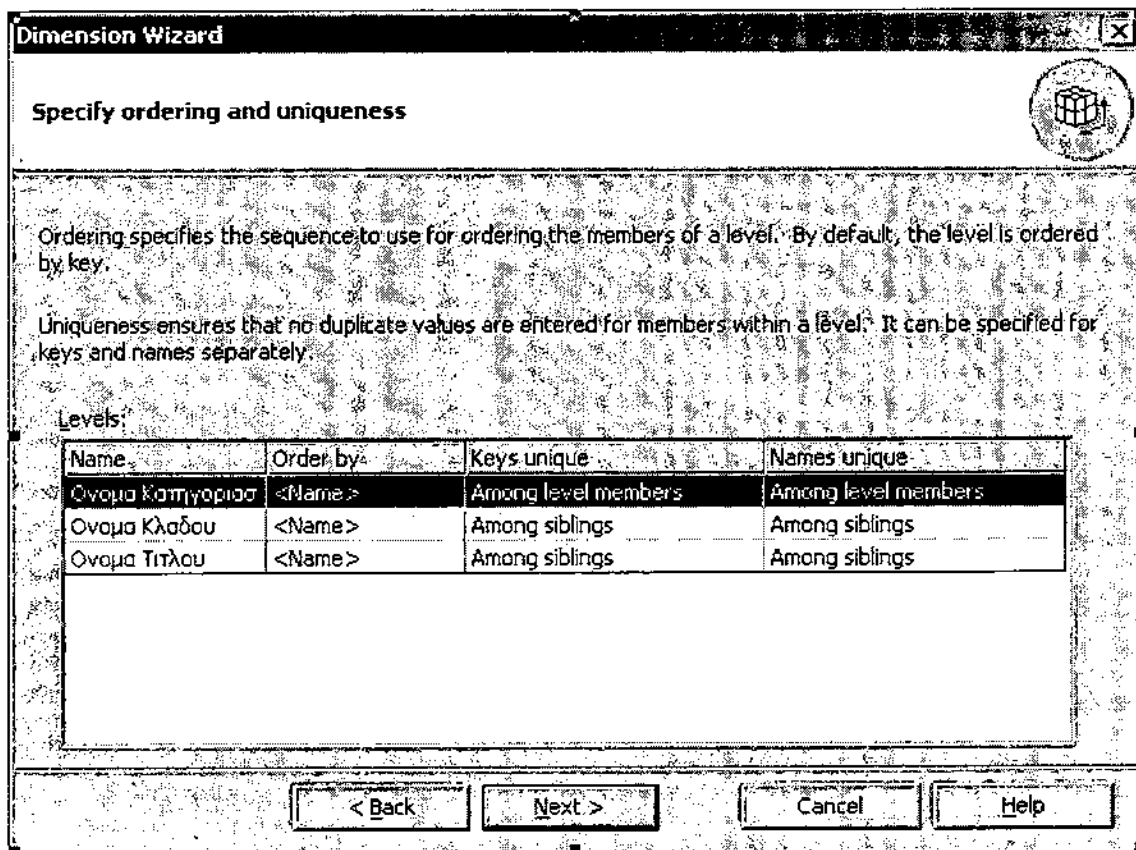 Dimension Wizard
Specify ordering and uniqueness
Ordering specifies the sequence to use for ordering the members of a level. By default, the level is ordered
by key.
Uniqueness ensures that no duplicate values are entered for members within a level. It can be specified for
keys and names separately.
Levels:
Name Order by Keys unique Names unique
Ονομα Κατηγοριασ <Name> Among level members Among level members
Ονομα Κλαδου <Name> Among siblings Among siblings
Ονομα Τιτλου <Name> Among siblings Among siblings
< Back Next > Cancel Help